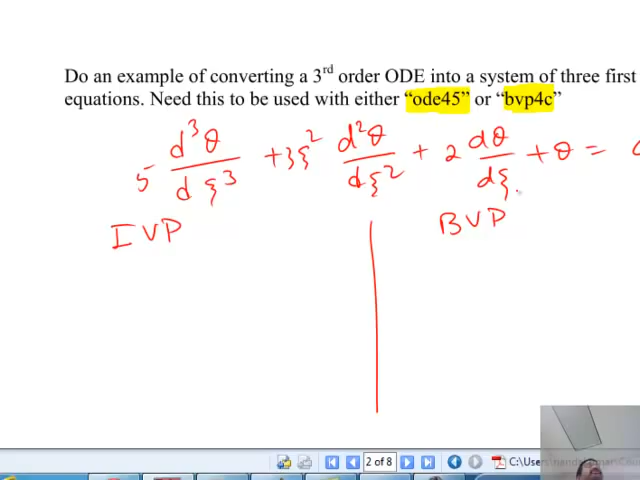 Do an example of converting a 3rd order ODE into a system of three first
equations. Need this to be used with either “ode45” or “bvp4c”
5 d³θ/dξ³ + 3ξ² d²θ/dξ² + 2 dθ/dξ + θ =
IVP
BVP
2 of 8